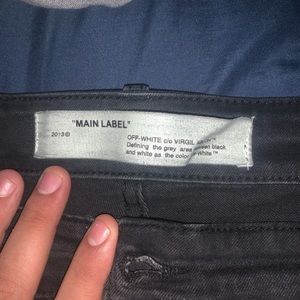 "MAIN LABEL"
2013©
OFF-WHITE c/o VIRGIL
Defining the grey area black
and white as the color